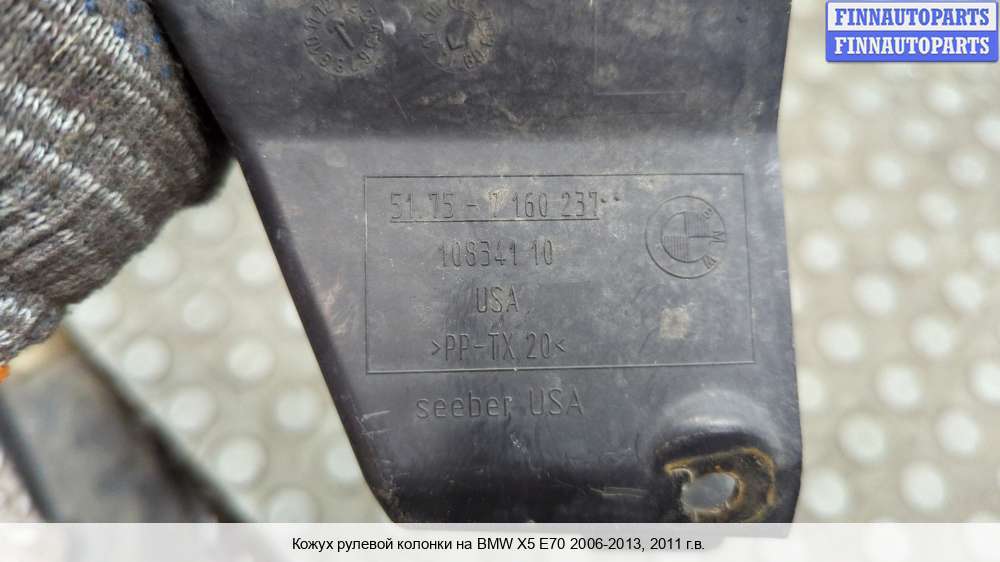 FINNAUTOPARTS
FINNAUTOPARTS
51.75 - 7 160 237
108341 10
USA
>PP-TX 20<
BMW
seeber USA
Кожух рулевой колонки на BMW X5 E70 2006-2013, 2011 г.в.